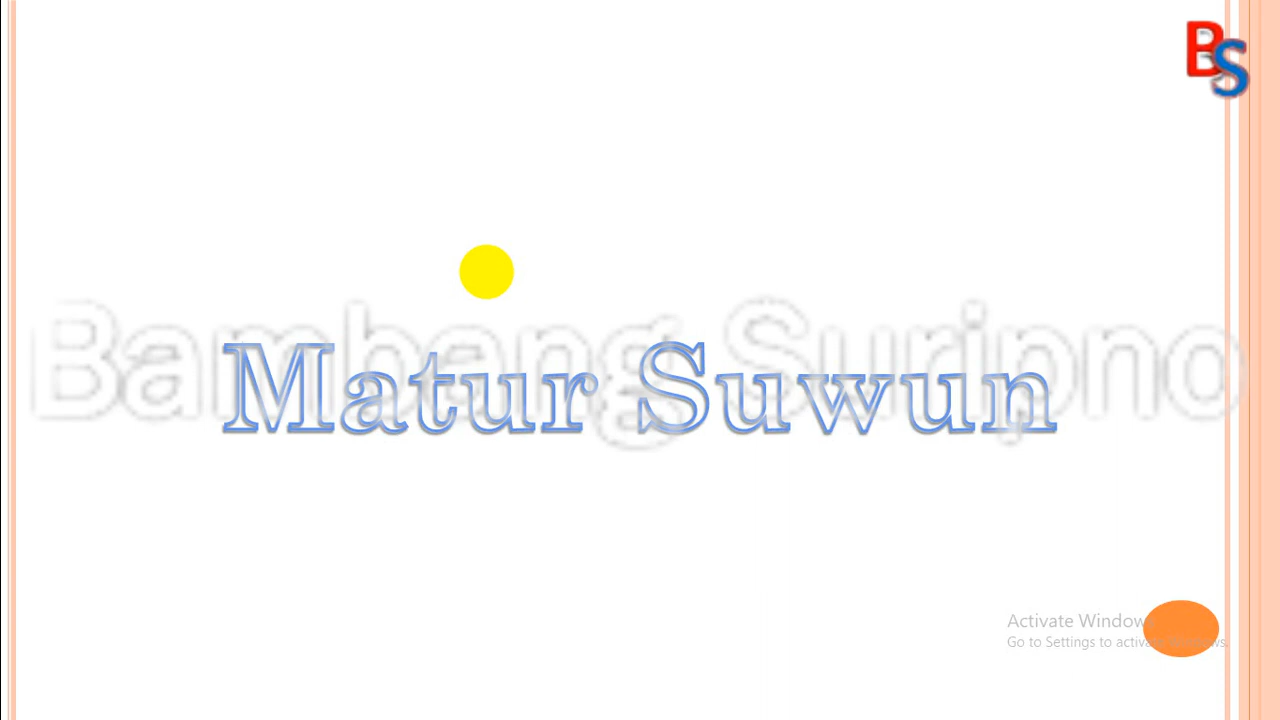 BS
Bambang Suripno
Matur Suwun
Activate Windows
Go to Settings to activate Windows.